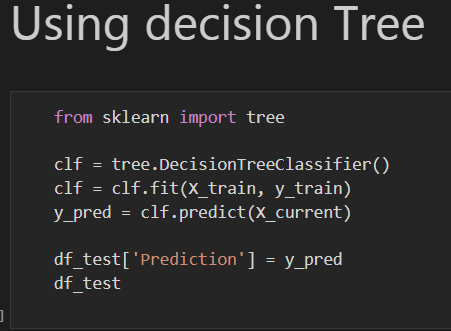 Using decision Tree
from sklearn import tree
clf = tree.DecisionTreeClassifier()
clf = clf.fit(X_train, y_train)
y_pred = clf.predict(X_current)
df_test['Prediction'] = y_pred
df_test
]